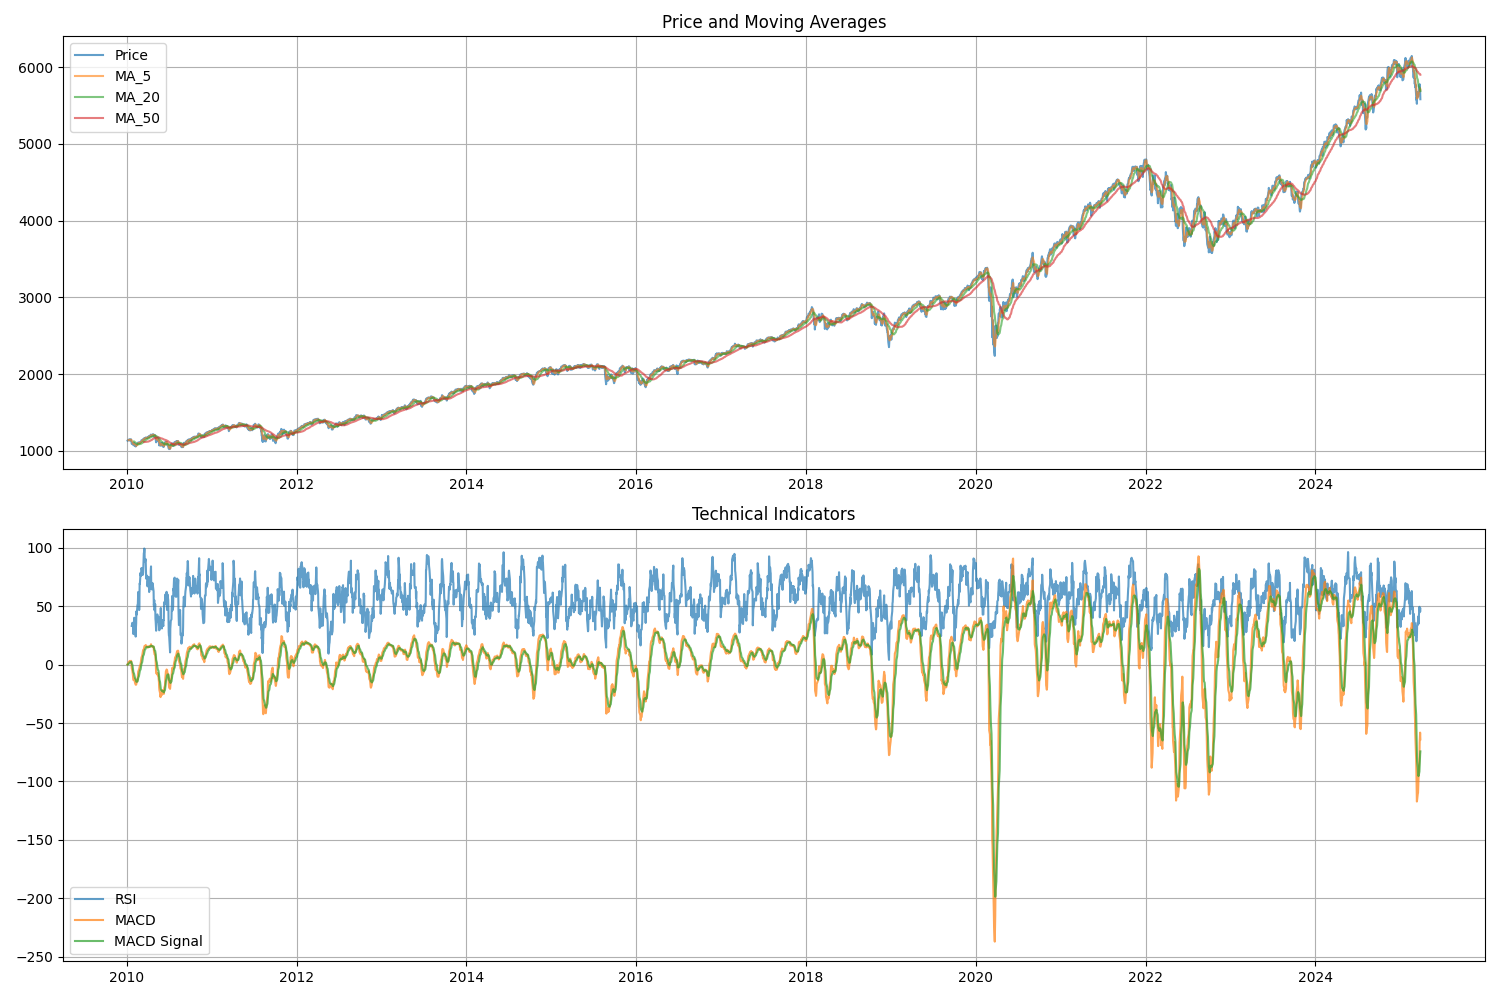 Price and Moving Averages
Price
MA_5
MA_20
MA_50
6000
5000
4000
3000
2000
1000
2010 2012 2014 2016 2018 2020 2022 2024
Technical Indicators
100
50
0
−50
−100
−150
−200
−250
RSI
MACD
MACD Signal
2010 2012 2014 2016 2018 2020 2022 2024